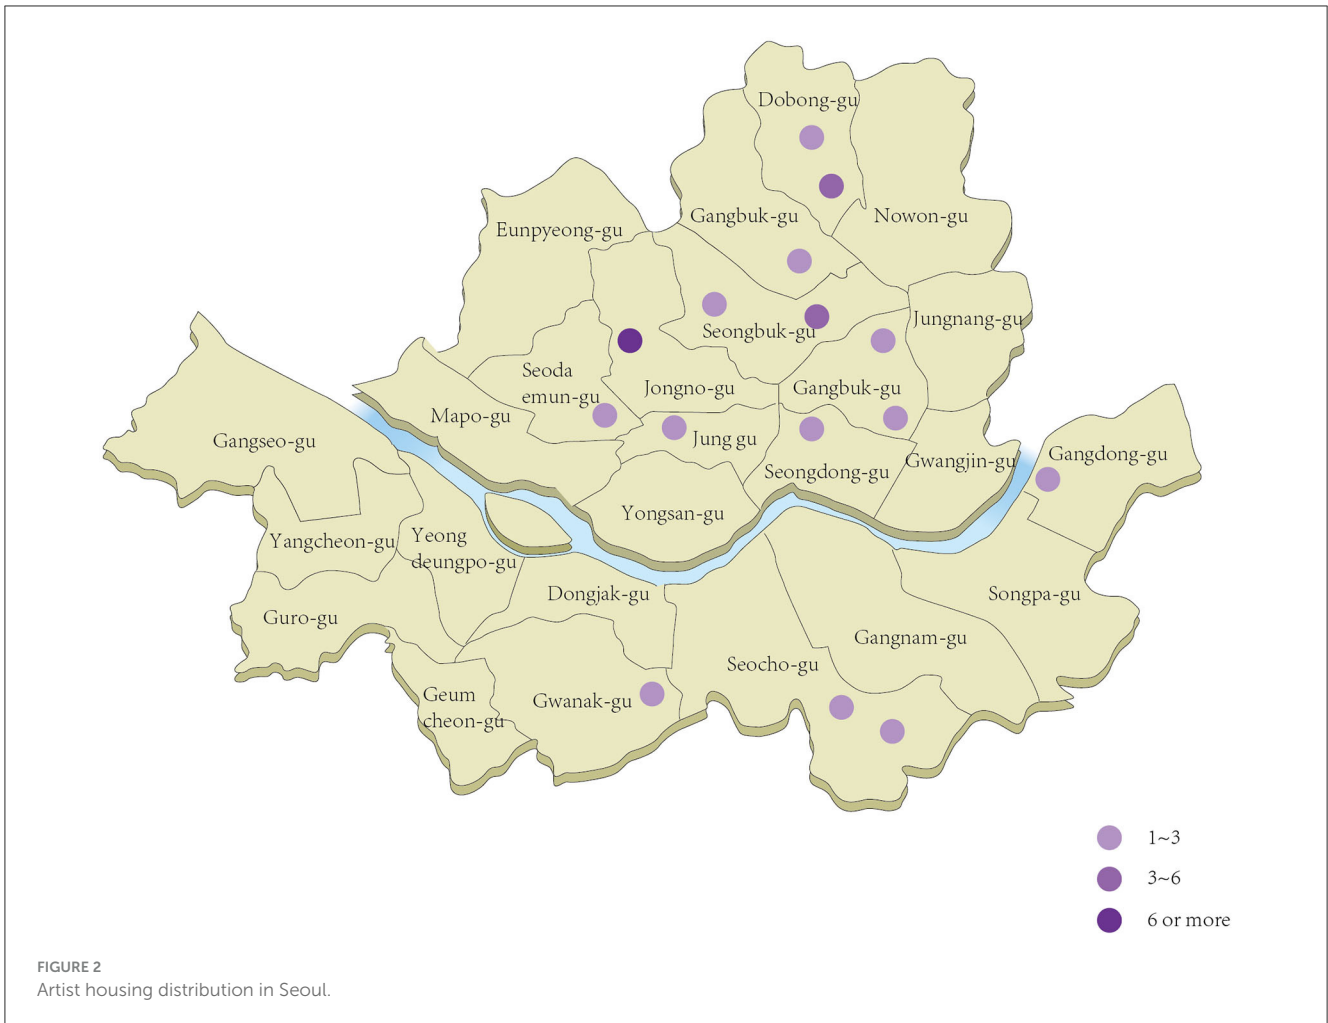 Dobong-gu
Gangbuk-gu
Nowon-gu
Eunpyeong-gu
Jungnang-gu
Seongbuk-gu
Seoda
emun-gu
Jongno-gu
Gangbuk-gu
Mapo-gu
Jung gu
Gangseo-gu
Gangdong-gu
Gwangjin-gu
Seongdong-gu
Yongsan-gu
Yangcheon-gu
Yeong
deungpo-gu
Dongjak-gu
Songpa-gu
Guro-gu
Gangnam-gu
Seocho-gu
Geum
cheon-gu
Gwanak-gu
1~3
3~6
6 or more
FIGURE 2
Artist housing distribution in Seoul.